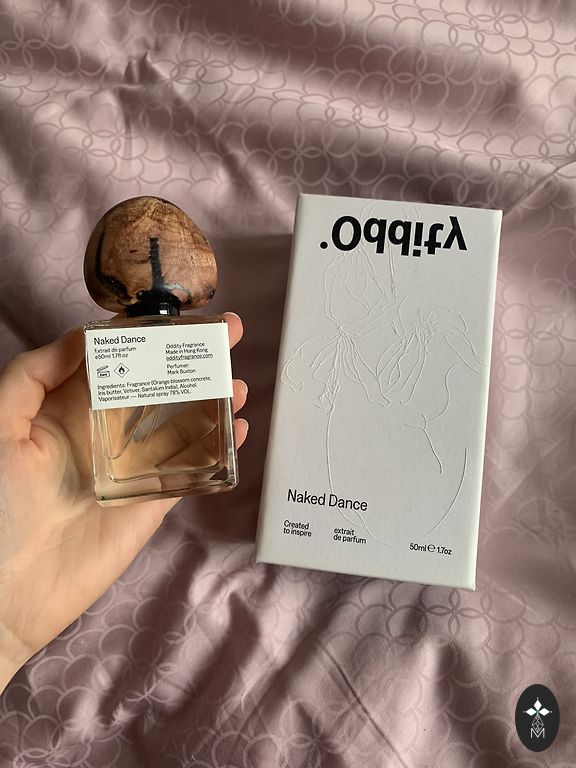 Naked Dance
Extrait de parfum
e50ml 1.7fl.oz
Oddity Fragrance
Made in Hong Kong
oddityfragrance.com
Perfumer:
Mark Buxton
Ingredients: Fragrance (Orange blossom concrete,
Iris butter, Vetiver, Santalum India), Alcohol.
Vaporisateur — Natural spray 78% VOL.
Oddity.
Naked Dance
Created
to inspire
extrait
de parfum
50ml ℮ 1.7oz
M